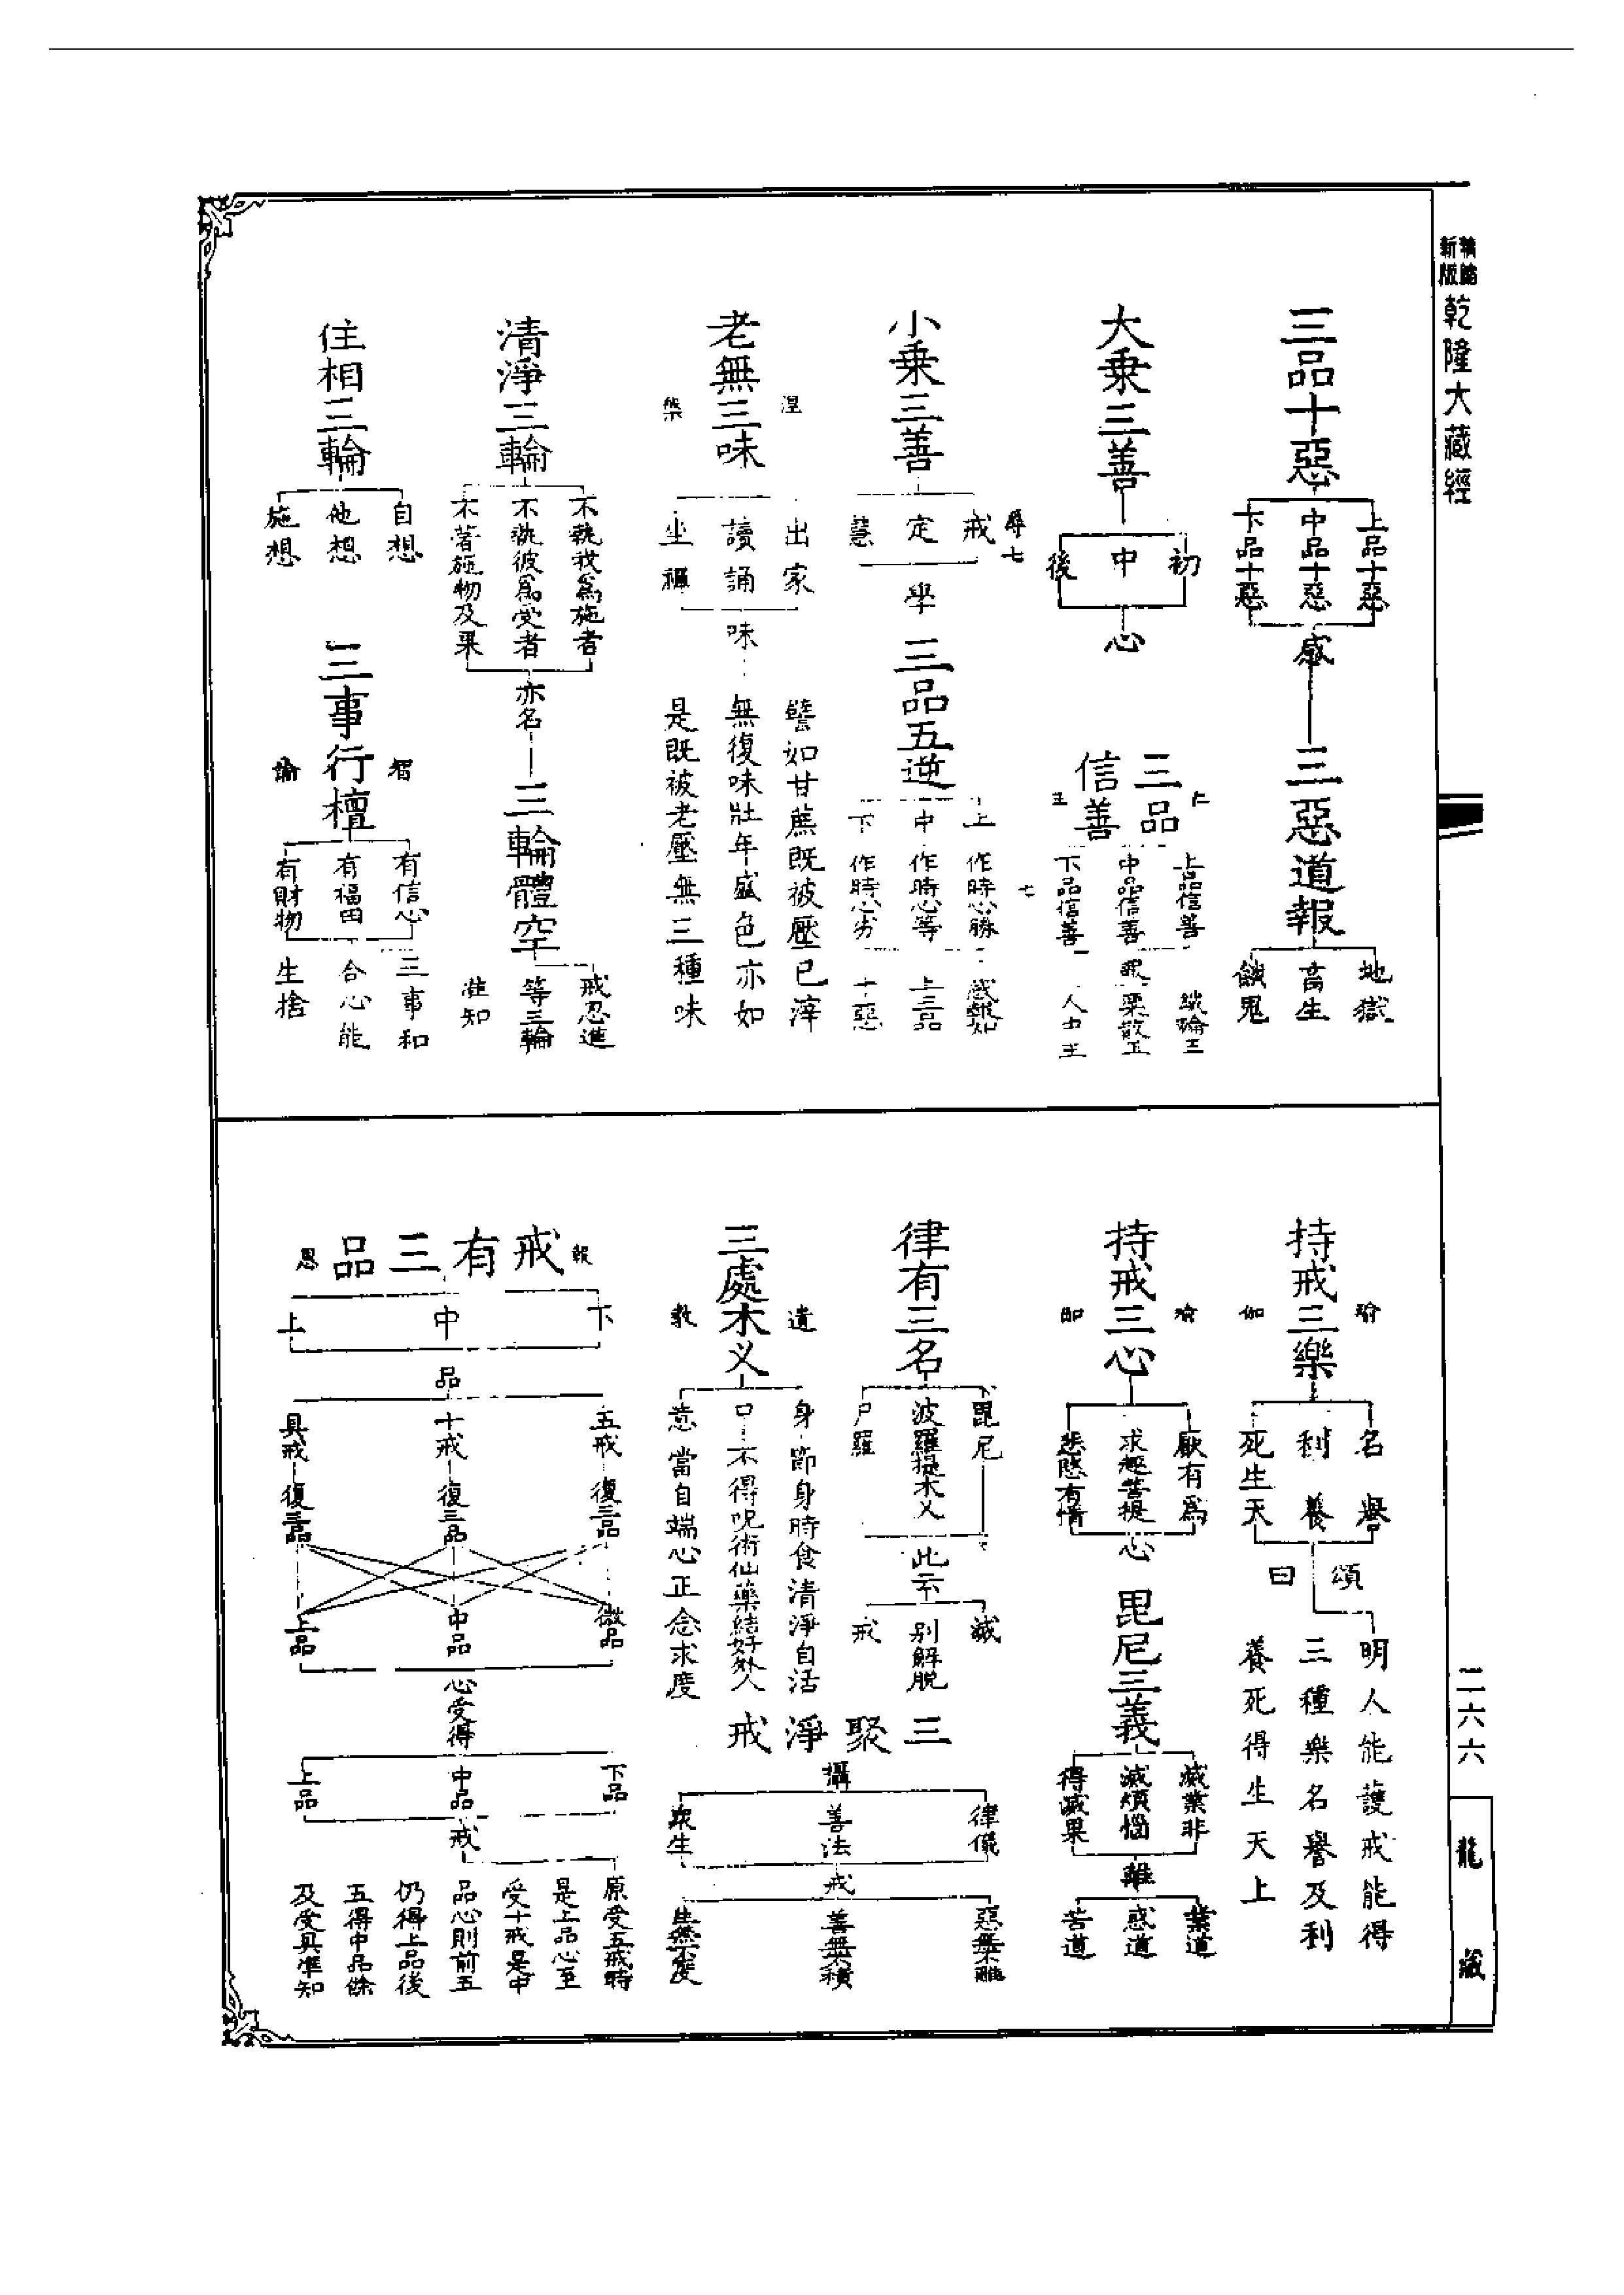 新版
精縮
乾隆大藏經
三品十惡
上品十惡
中品十惡
下品十惡
感
三惡道報
地獄
畜生
餓鬼
大乘三善
初
中
後
心
三品
信善
仁
王
上品信善
中品信善
下品信善
粟散王
人中王
小乘三善
尋七
戒
定
慧
學
三品五逆
上
中
下
作時心勝
作時心等
作時心劣
感報如
上三品
十惡
七
老無三味
涅
槃
出家
讀誦
坐禪
味
譬如甘蔗既被壓已滓
無復味壯年盛色亦如
是既被老壓無三種味
清淨三輪
不執我為施者
不執彼為受者
不著施物及果
亦名
三輪體空
戒忍進
等三輪
准知
住相三輪
自想
他想
施想
三事行檀
智
論
有信心
有福田
有財物
三事和
合心能
生捨
持戒三樂
瑜
伽
名譽
利養
死生天
頌
曰
明人能護戒能得
三種樂名譽及利
養死得生天上
持戒三心
瑜
厭有為
求趣菩提
悲愍有情
心
毘尼三義
滅業非
滅煩惱
得滅果
離
業道
惑道
苦道
律有三名
毘尼
波羅提木义
尸羅
此云
滅
別解脫
戒
三處木义
遺
教
身 節身時食清淨自活
口 不得呪術仙藥結好外人
意 當自端心正念求度
三聚淨戒
攝
律儀
善法
眾生
戒
惡無不離
善無不積
生無不度
戒有三品
報
恩
下
中
上
品
五戒 復三品
十戒 復三品
具戒 復三品
微品
中品
上品
心受得
下品
中品
上品
戒
原受五戒時
是上品心至
受十戒是中
品心則前五
仍得上品後
五得中品餘
及受具準知
二六六
龍藏